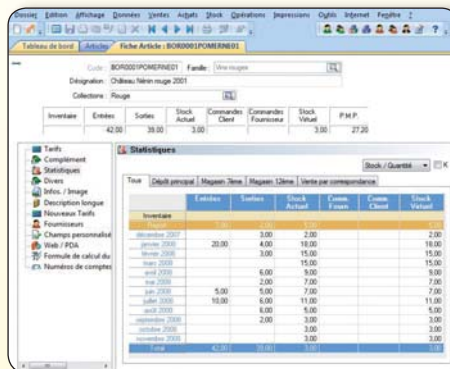 Dossier Edition Affichage Données Ventes Achats Stock Opérations Impressions Outils Internet Fenêtre ?
Tableau de bord Articles Fiche Article : BOR0001POMERNE01
Code : BOR0001POMERNE01 Famille : Vins rouges
Désignation : Château Nénin rouge 2001
Collections : Rouge
Inventaire Entrées Sorties Stock Actuel Commandes Client Commandes Fournisseur Stock Virtuel P.M.P.
42,00 39,00 3,00 3,00 27,20
Tarifs
Complément
Statistiques
Divers
Infos. / Image
Description longue
Nouveaux Tarifs
Fournisseurs
Champs personnalisé
Web / PDA
Formule de calcul du
Numéros de comptes
Statistiques
Stock / Quantité K
Tous Dépôt principal Magasin 7ème Magasin 12ème Vente par correspondance
Entrées Sorties Stock Actuel Comm. Fourn. Comm. Client Stock Virtuel
Inventaire
Report
décembre 2007 3,00 2,00 2,00
janvier 2008 20,00 4,00 18,00 18,00
février 2008 3,00 15,00 15,00
mars 2008 15,00 15,00
avril 2008 6,00 9,00 9,00
mai 2008 2,00 7,00 7,00
juin 2008 5,00 5,00 7,00 7,00
juillet 2008 10,00 6,00 11,00 11,00
août 2008 6,00 5,00 5,00
septembre 2008 2,00 3,00 3,00
octobre 2008 3,00 3,00
novembre 2008 3,00 3,00
Total 42,00 39,00 3,00 3,00